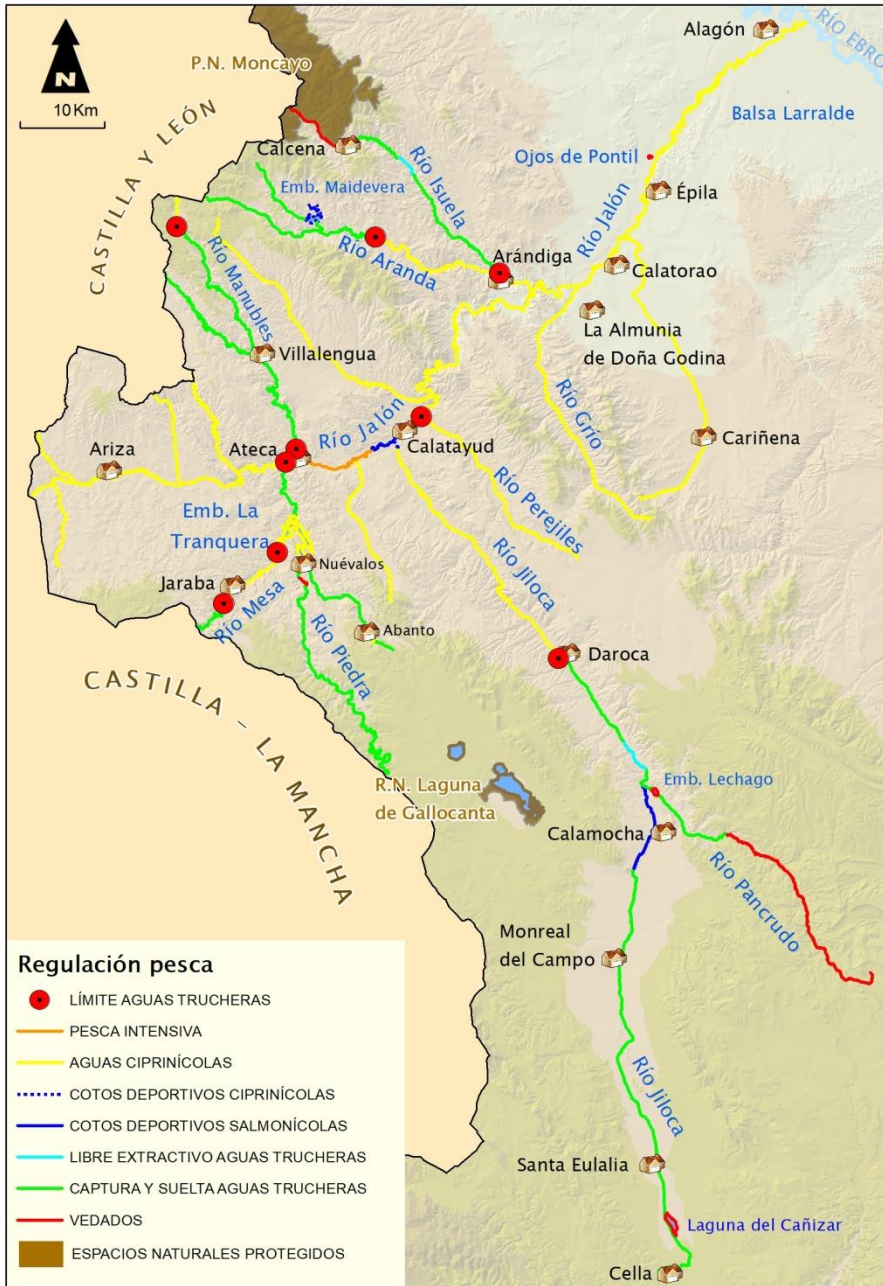 Alagón
RÍO EBRO
P.N. Moncayo
N
10 Km
Balsa Larralde
CASTILLA Y LEÓN
Calcena
Ojos de Pontil
Río Isuela
Emb. Maidevera
Épila
Río Jalón
Río Aranda
Arándiga
Calatorao
Río Manubles
La Almunia
de Doña Godina
Villalengua
Río Grío
Río Jalón
Cariñena
Ariza
Ateca
Calatayud
Río Perejiles
Emb. La
Tranquera
Río Jiloca
Nuévalos
Jaraba
Río Mesa
Abanto
Río Piedra
Daroca
CASTILLA - LA MANCHA
Emb. Lechago
R.N. Laguna
de Gallocanta
Calamocha
Río Pancrudo
Monreal
del Campo
Río Jiloca
Santa Eulalia
Laguna del Cañizar
Cella
Regulación pesca
LÍMITE AGUAS TRUCHERAS
PESCA INTENSIVA
AGUAS CIPRINÍCOLAS
COTOS DEPORTIVOS CIPRINÍCOLAS
COTOS DEPORTIVOS SALMONÍCOLAS
LIBRE EXTRACTIVO AGUAS TRUCHERAS
CAPTURA Y SUELTA AGUAS TRUCHERAS
VEDADOS
ESPACIOS NATURALES PROTEGIDOS